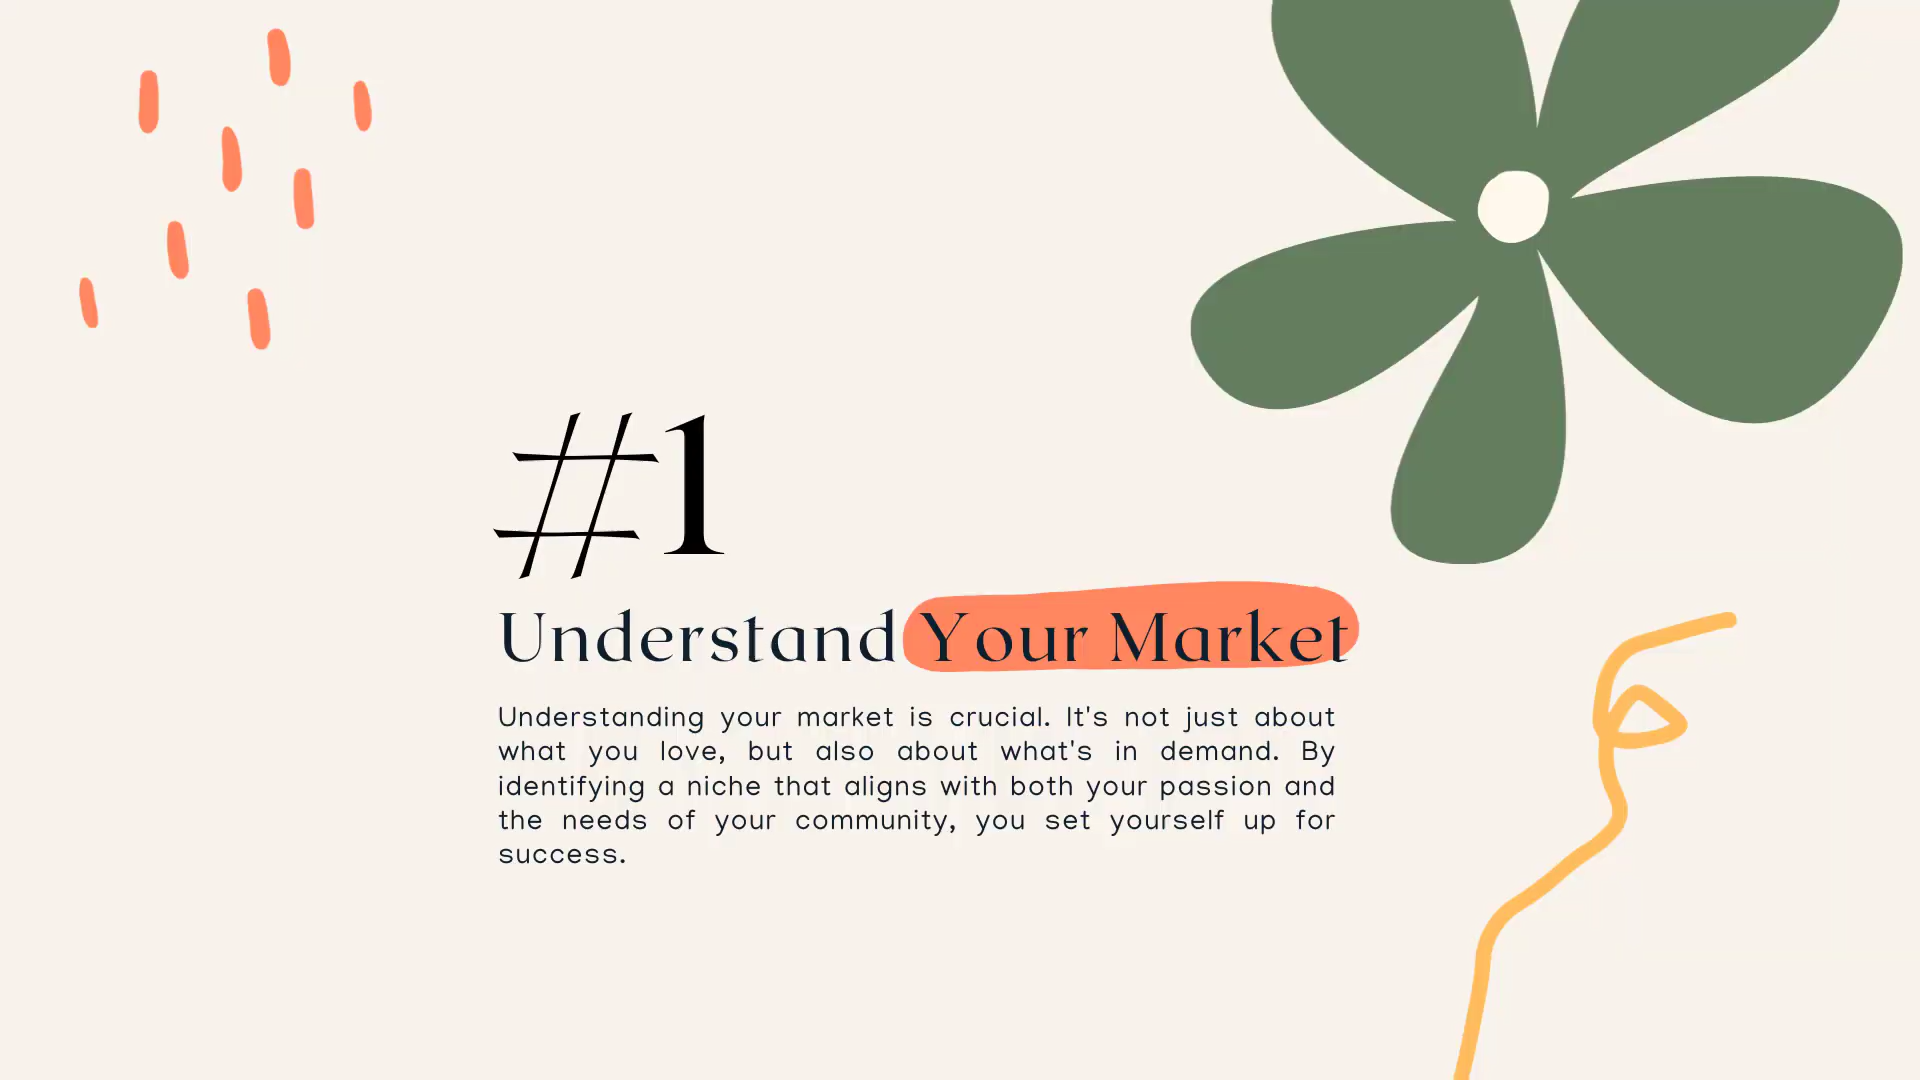 #1
Understand Your Market
Understanding your market is crucial. It's not just about
what you love, but also about what's in demand. By
identifying a niche that aligns with both your passion and
the needs of your community, you set yourself up for
success.